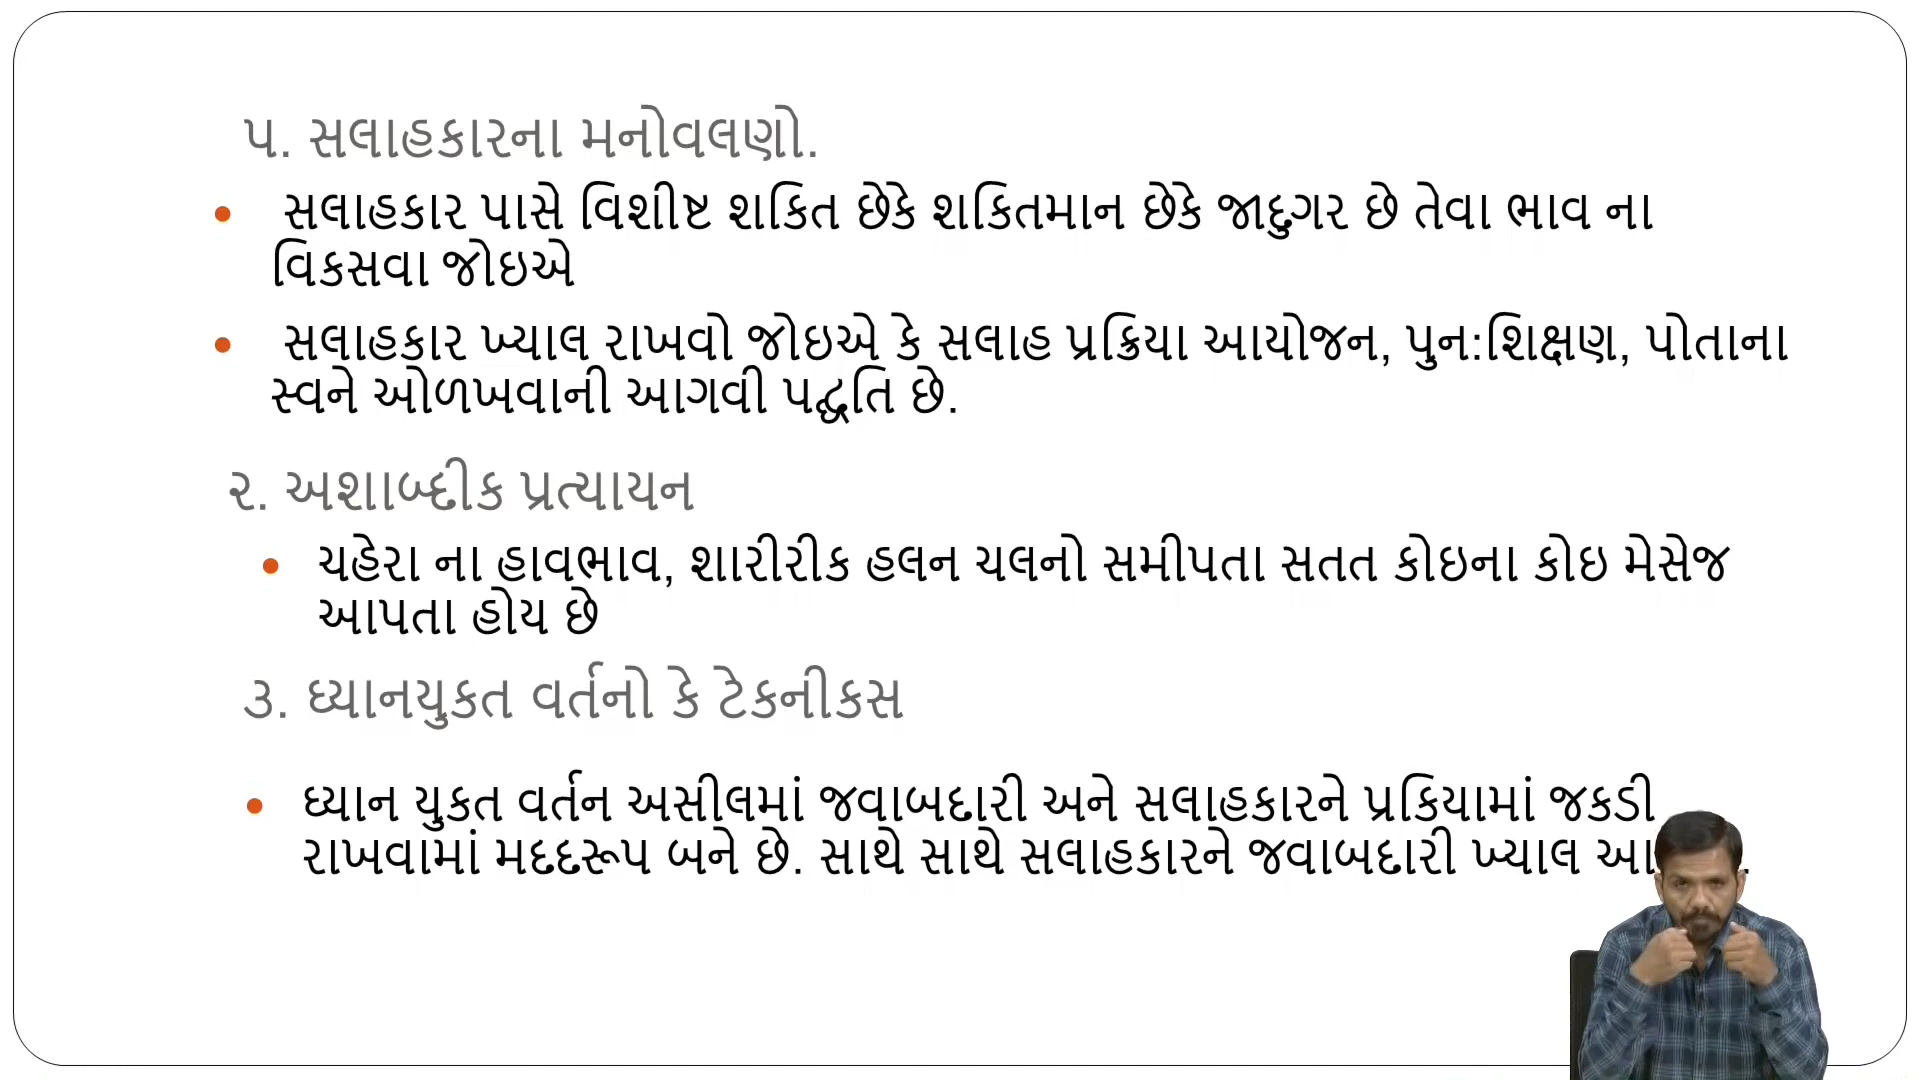 ૫. સલાહકારના મનોવલણો.
• સલાહકાર પાસે વિશીષ્ટ શકિત છેકે શકિતમાન છેકે જાદુગર છે તેવા ભાવ ના
વિકસવા જોઇએ
• સલાહકાર ખ્યાલ રાખવો જોઇએ કે સલાહ પ્રક્રિયા આયોજન, પુન:શિક્ષણ, પોતાના
સ્વને ઓળખવાની આગવી પદ્ધતિ છે.
૨. અશાબ્દીક પ્રત્યાયન
• ચહેરા ના હાવભાવ, શારીરીક હલન ચલનો સમીપતા સતત કોઇના કોઇ મેસેજ
આપતા હોય છે
૩. ધ્યાનયુકત વર્તનો કે ટેકનીકસ
• ધ્યાન યુકત વર્તન અસીલમાં જવાબદારી અને સલાહકારને પ્રકિયામાં જકડી
રાખવામાં મદદરૂપ બને છે. સાથે સાથે સલાહકારને જવાબદારી ખ્યાલ